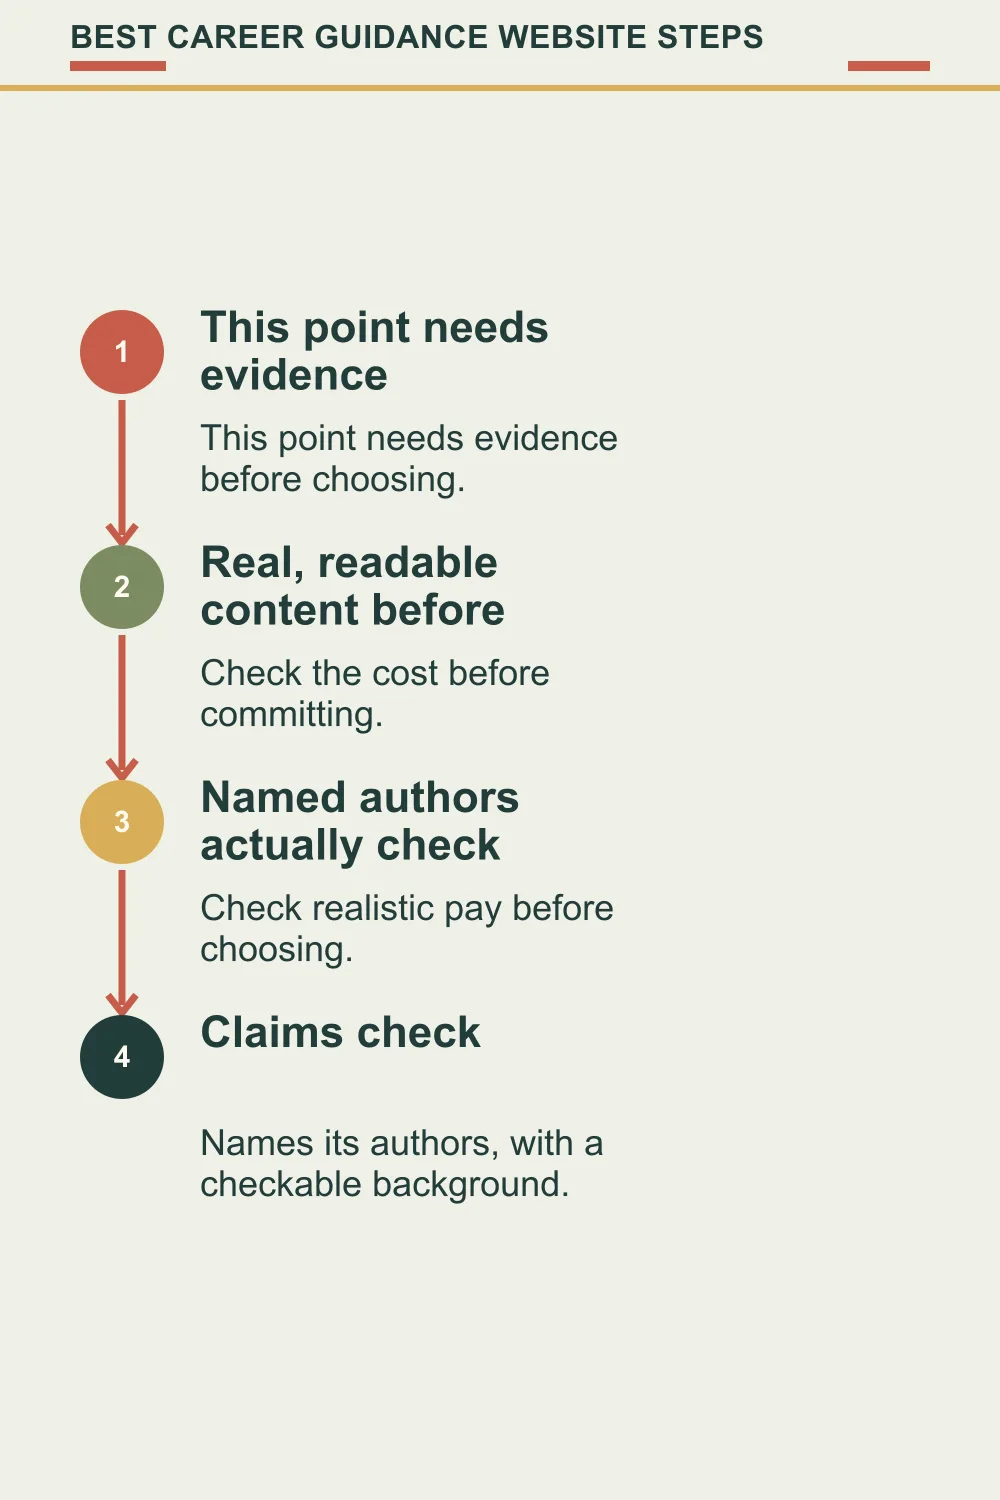 BEST CAREER GUIDANCE WEBSITE STEPS
1
This point needs
evidence
This point needs evidence
before choosing.
2
Real, readable
content before
Check the cost before
committing.
3
Named authors
actually check
Check realistic pay before
choosing.
4
Claims check
Names its authors, with a
checkable background.